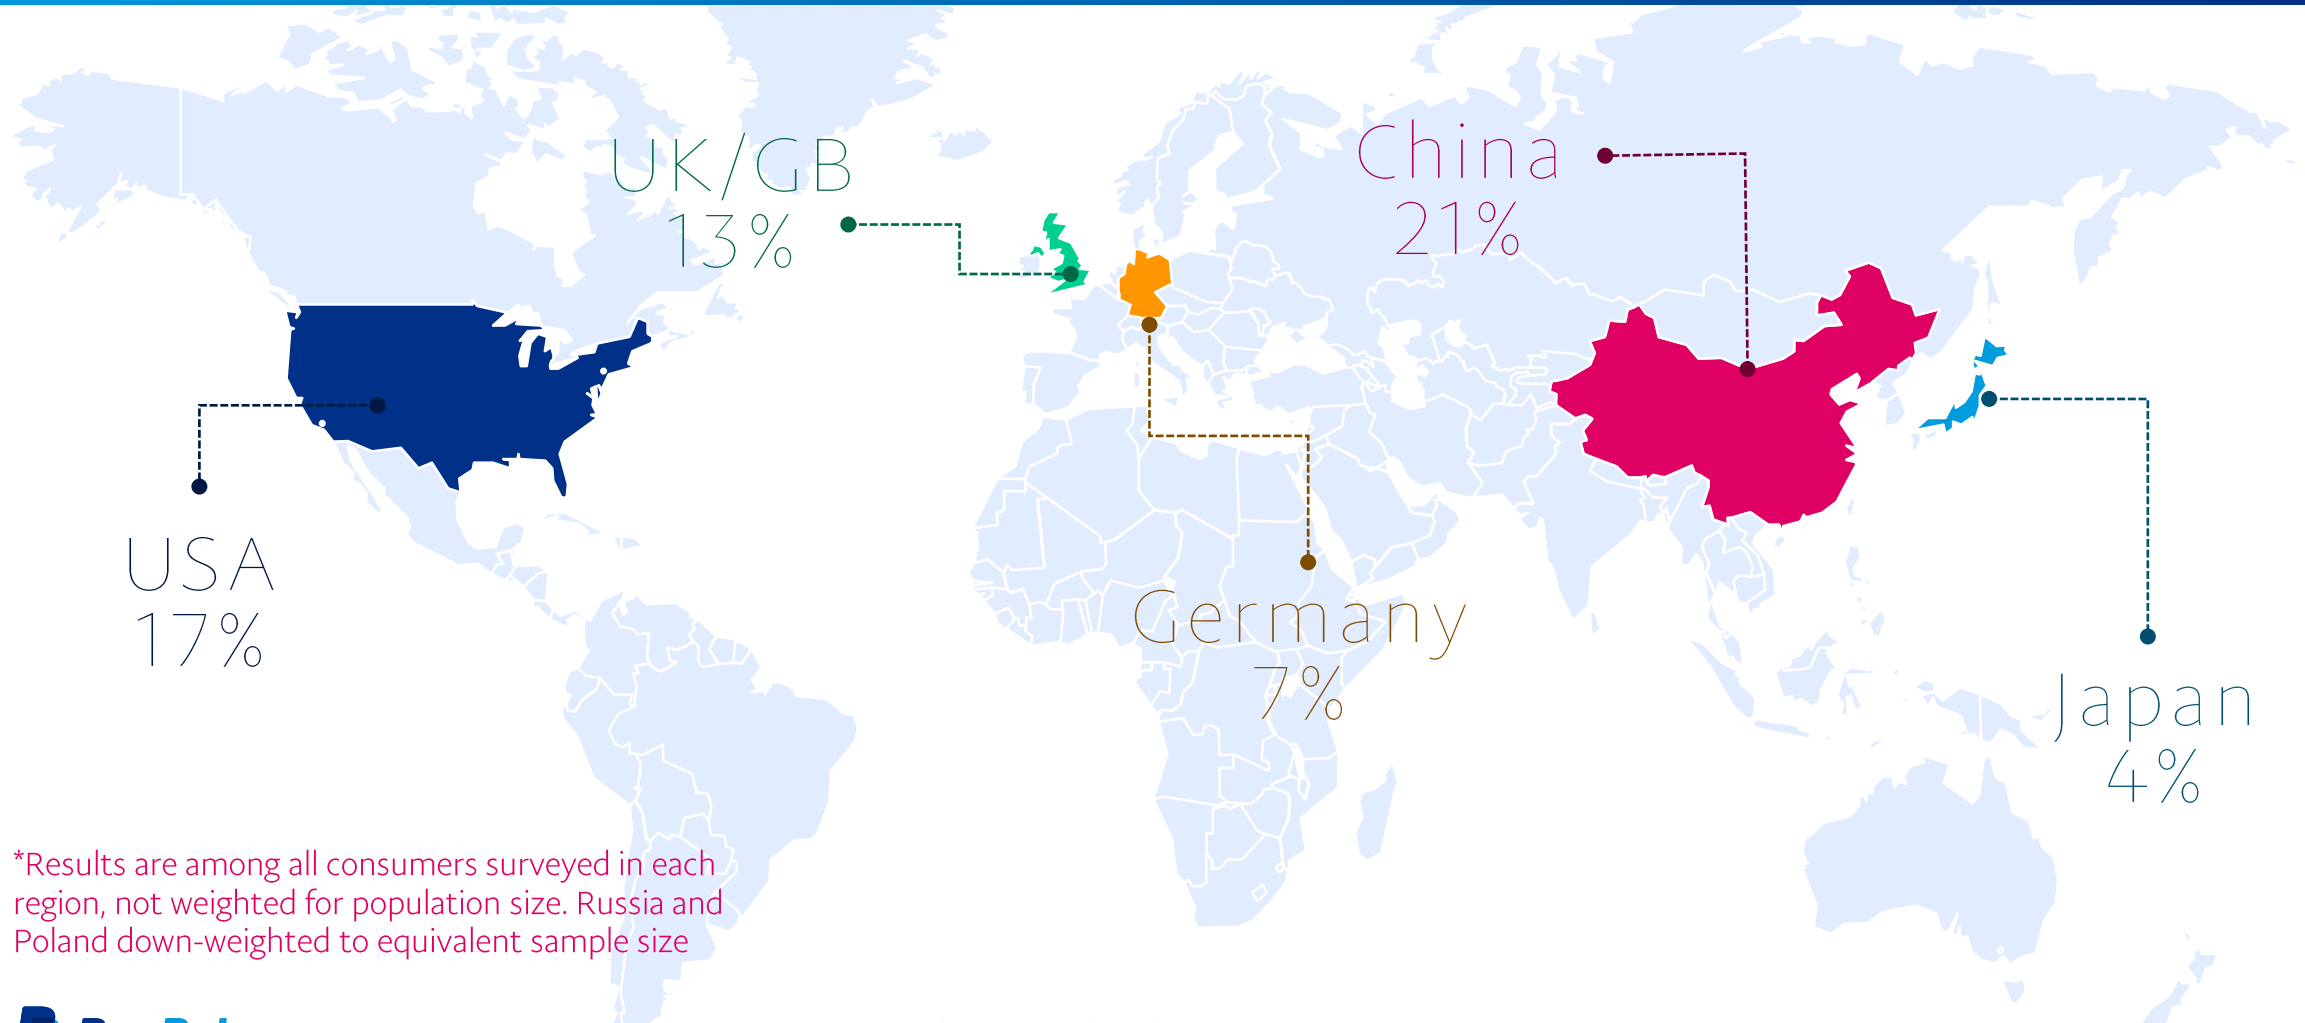 UK/GB
13%
China
21%
USA
17%
Germany
7%
Japan
4%
*Results are among all consumers surveyed in each
region, not weighted for population size. Russia and
Poland down-weighted to equivalent sample size